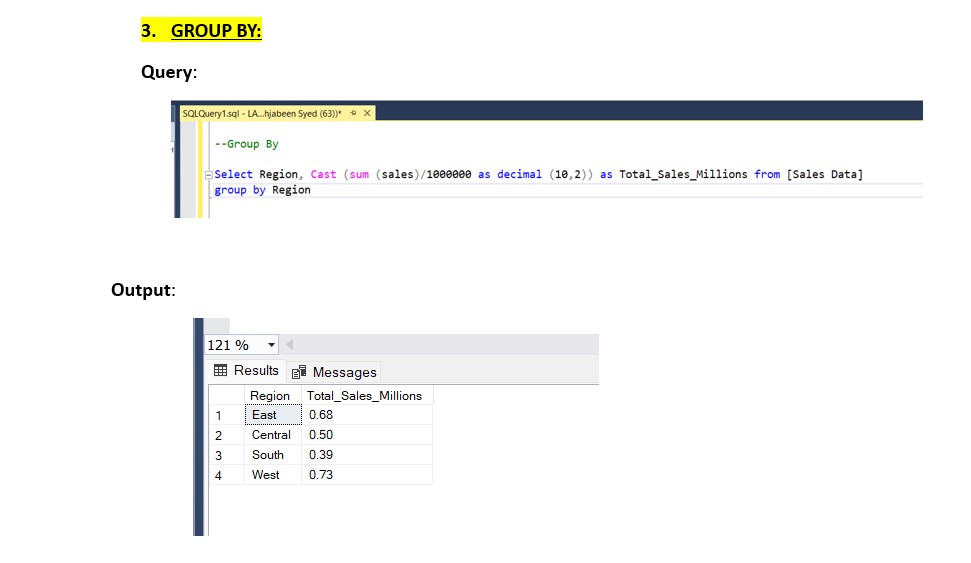 3. GROUP BY:
Query:
SQLQuery1.sql - LA...hjabeen Syed (63))*
--Group By
Select Region, Cast (sum (sales)/1000000 as decimal (10,2)) as Total_Sales_Millions from [Sales Data]
group by Region
Output:
121 %
Results Messages
Region Total_Sales_Millions
1 East 0.68
2 Central 0.50
3 South 0.39
4 West 0.73